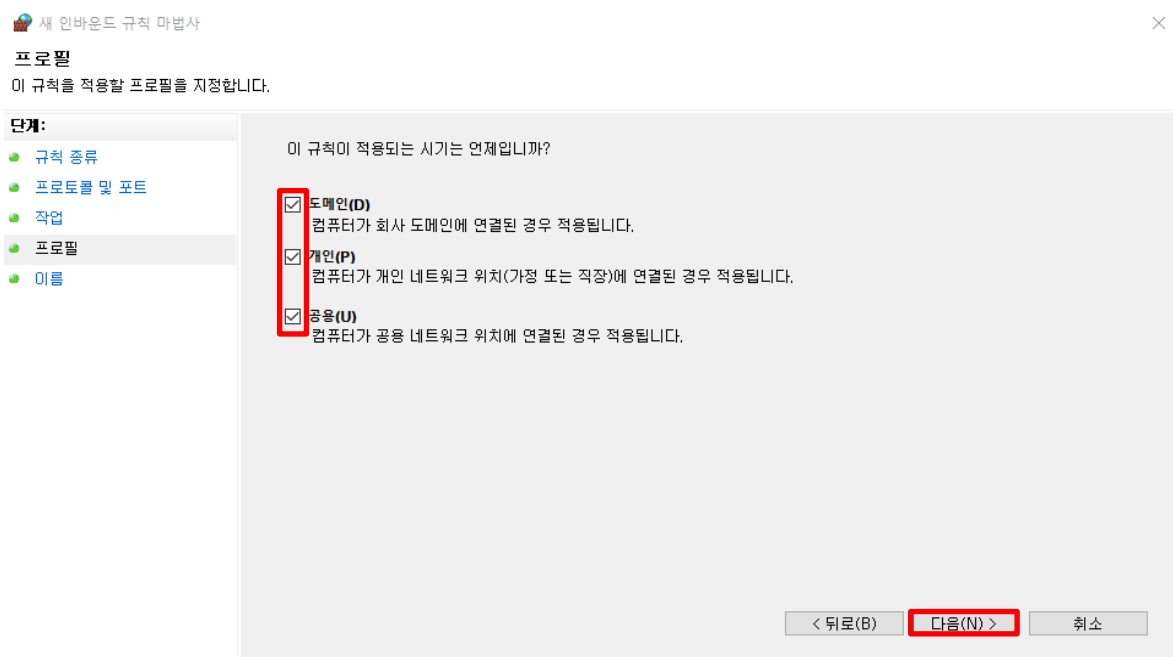 새 인바운드 규칙 마법사
프로필
이 규칙을 적용할 프로필을 지정합니다.
단계:
규칙 종류
프로토콜 및 포트
작업
프로필
이름
이 규칙이 적용되는 시기는 언제입니까?
도메인(D)
컴퓨터가 회사 도메인에 연결된 경우 적용됩니다.
개인(P)
컴퓨터가 개인 네트워크 위치(가정 또는 직장)에 연결된 경우 적용됩니다.
공용(U)
컴퓨터가 공용 네트워크 위치에 연결된 경우 적용됩니다.
< 뒤로(B) 다음(N) > 취소